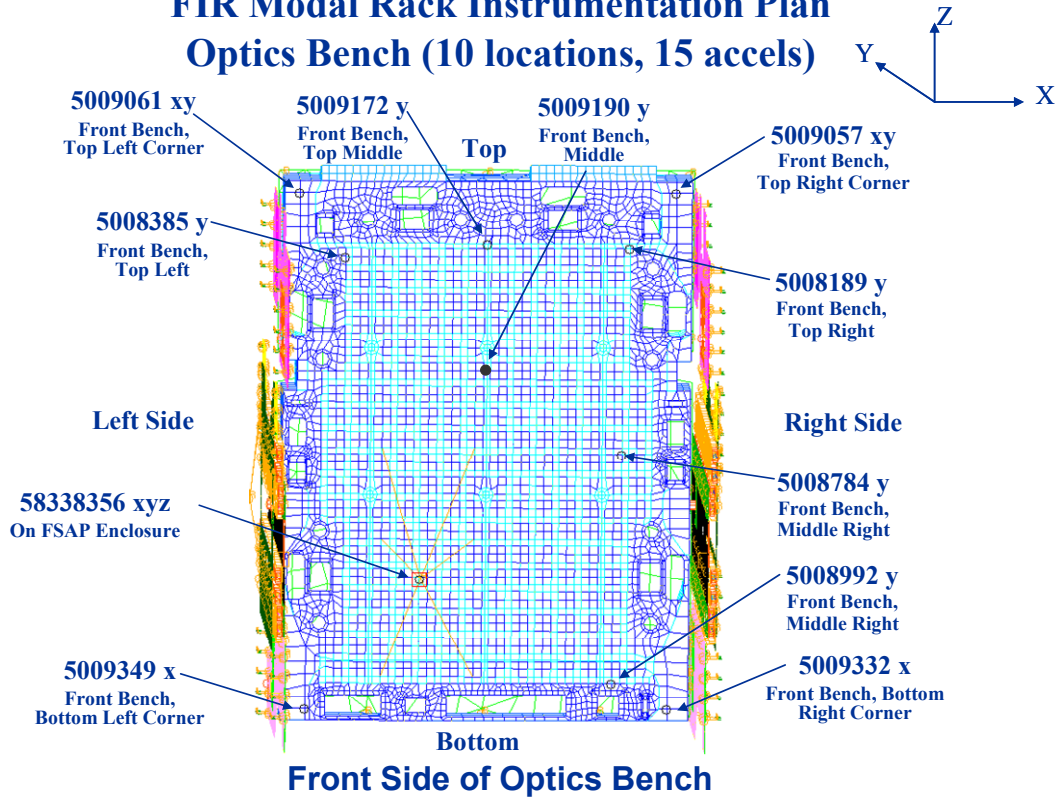 FIR Modal Rack Instrumentation Plan
Optics Bench (10 locations, 15 accels)
Z
Y
X
5009061 xy
Front Bench,
Top Left Corner
5009172 y
Front Bench,
Top Middle
5009190 y
Front Bench,
Middle
Top
5009057 xy
Front Bench,
Top Right Corner
5008385 y
Front Bench,
Top Left
5008189 y
Front Bench,
Top Right
Left Side
Right Side
58338356 xyz
On FSAP Enclosure
5008784 y
Front Bench,
Middle Right
5008992 y
Front Bench,
Middle Right
5009349 x
Front Bench,
Bottom Left Corner
5009332 x
Front Bench, Bottom
Right Corner
Bottom
Front Side of Optics Bench